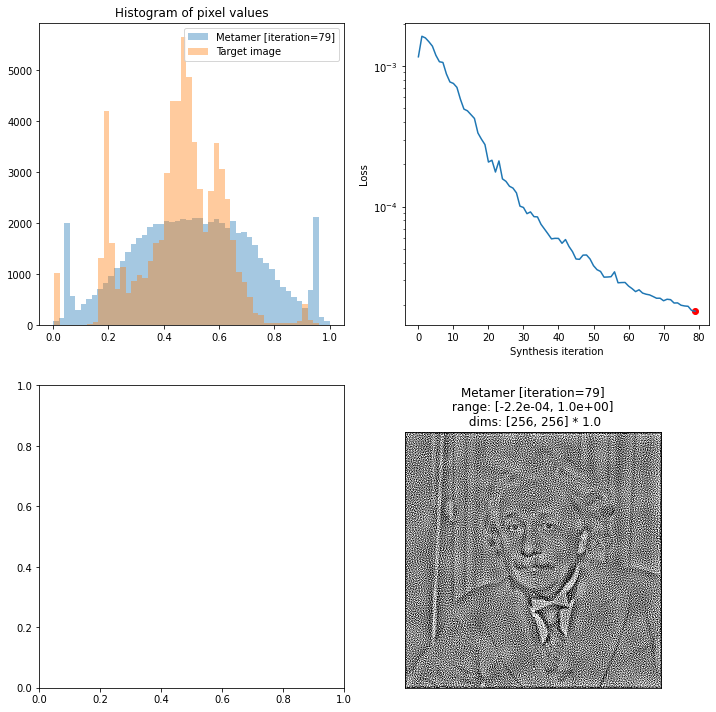 Histogram of pixel values
Metamer [iteration=79]
Target image
5000
4000
3000
2000
1000
0
0.0 0.2 0.4 0.6 0.8 1.0
Loss
10⁻³
10⁻⁴
0 10 20 30 40 50 60 70 80
Synthesis iteration
1.0
0.8
0.6
0.4
0.2
0.0
0.0 0.2 0.4 0.6 0.8 1.0
Metamer [iteration=79]
range: [-2.2e-04, 1.0e+00]
dims: [256, 256] * 1.0